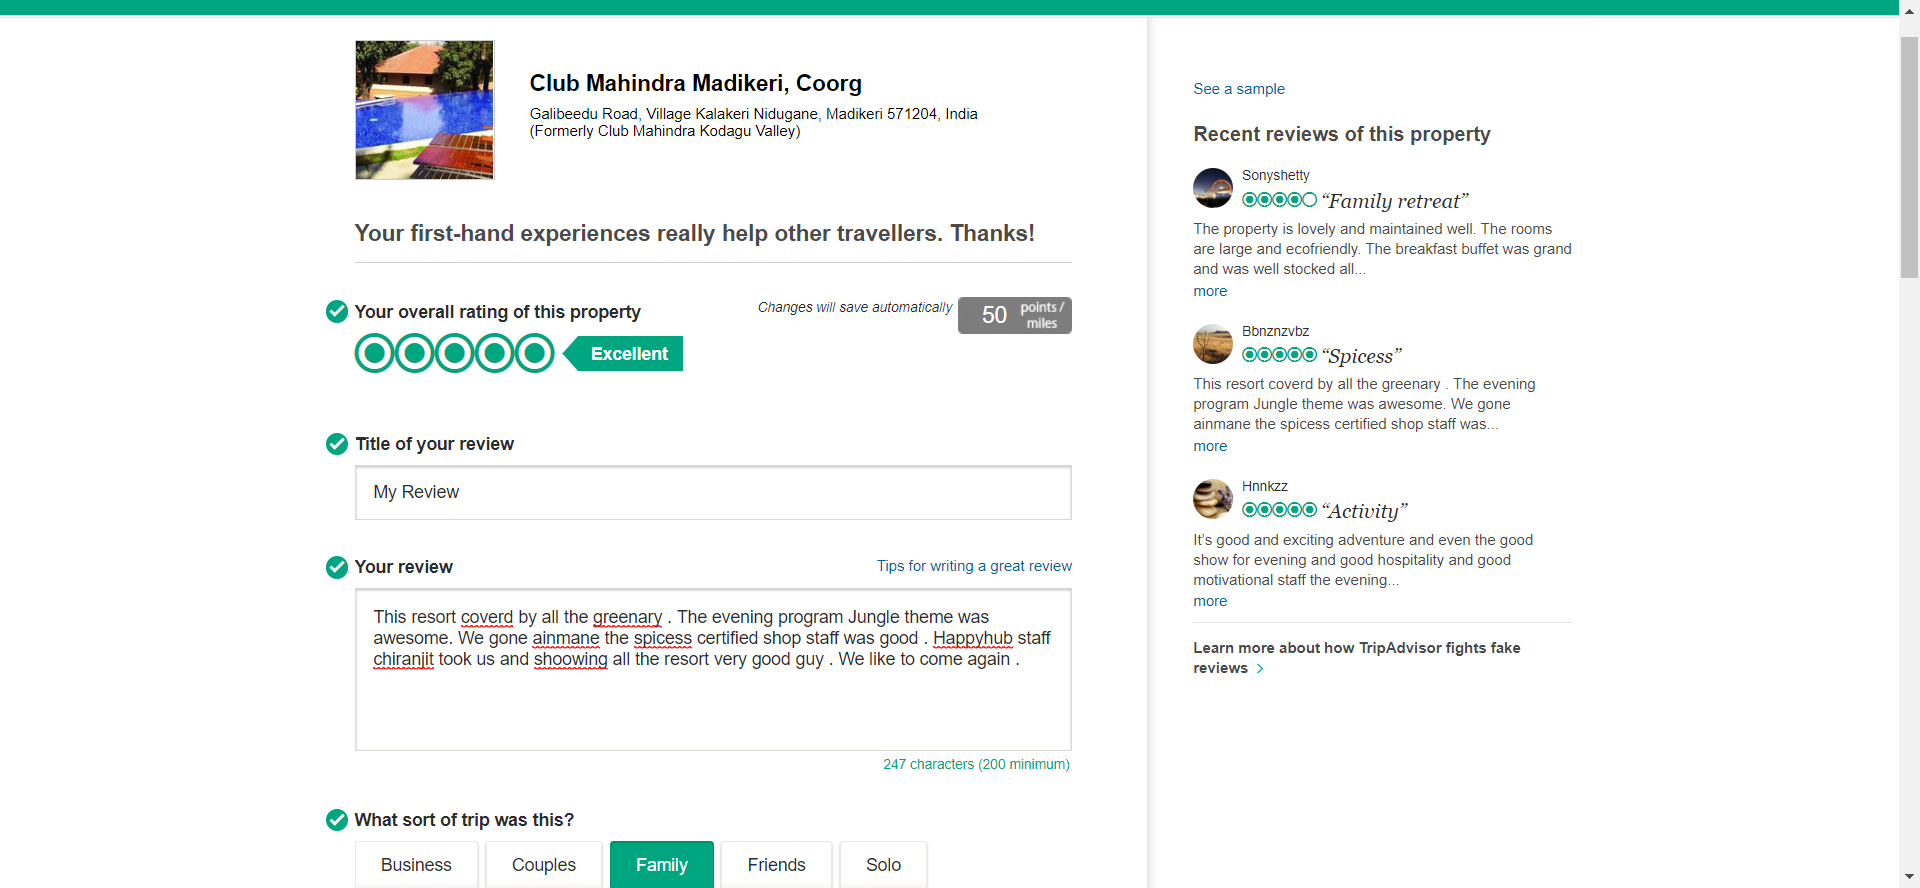 Club Mahindra Madikeri, Coorg
Galibeedu Road, Village Kalakeri Nidugane, Madikeri 571204, India
(Formerly Club Mahindra Kodagu Valley)
Your first-hand experiences really help other travellers. Thanks!
Your overall rating of this property
Changes will save automatically
50 points / miles
Excellent
Title of your review
My Review
Your review
Tips for writing a great review
This resort coverd by all the greenary . The evening program Jungle theme was
awesome. We gone ainmane the spicess certified shop staff was good . Happyhub staff
chiranjit took us and shoowing all the resort very good guy . We like to come again .
247 characters (200 minimum)
What sort of trip was this?
Business
Couples
Family
Friends
Solo
See a sample
Recent reviews of this property
Sonyshetty
“Family retreat”
The property is lovely and maintained well. The rooms
are large and ecofriendly. The breakfast buffet was grand
and was well stocked all...
more
Bbnznzvbz
“Spicess”
This resort coverd by all the greenary . The evening
program Jungle theme was awesome. We gone
ainmane the spicess certified shop staff was...
more
Hnnkzz
“Activity”
It’s good and exciting adventure and even the good
show for evening and good hospitality and good
motivational staff the evening...
more
Learn more about how TripAdvisor fights fake
reviews